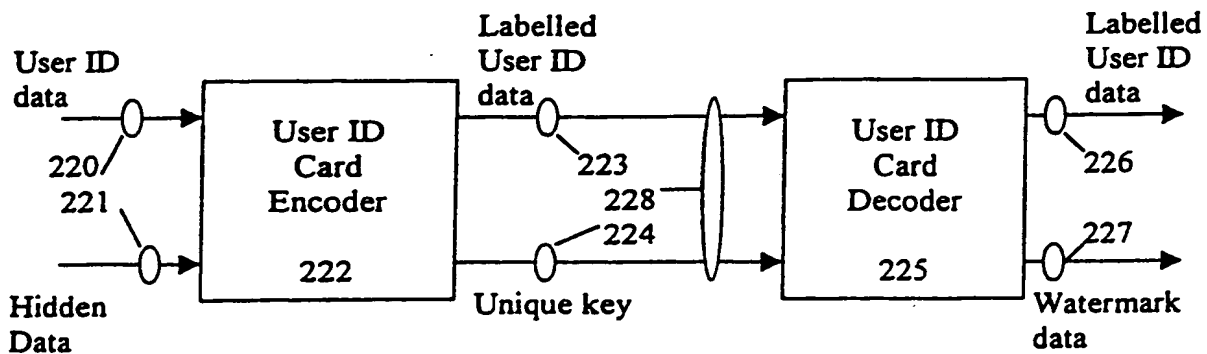 User ID
data
220
221
Hidden
Data
User ID
Card
Encoder
222
Labelled
User ID
data
223
228
224
Unique key
User ID
Card
Decoder
225
Labelled
User ID
data
226
227
Watermark
data